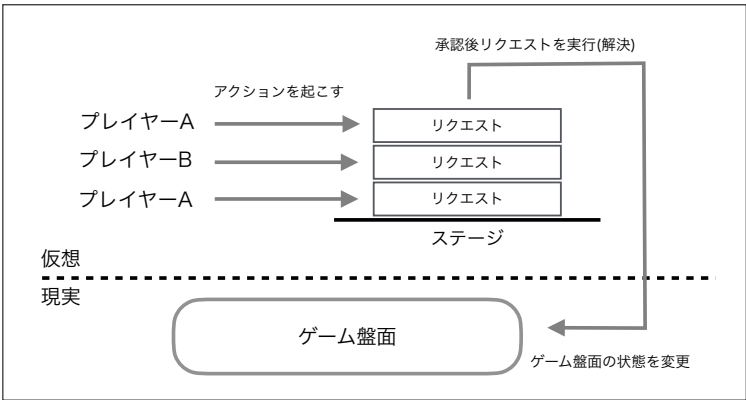 承認後リクエストを実行(解決)
アクションを起こす
プレイヤーA
リクエスト
プレイヤーB
リクエスト
プレイヤーA
リクエスト
ステージ
仮想
現実
ゲーム盤面
ゲーム盤面の状態を変更